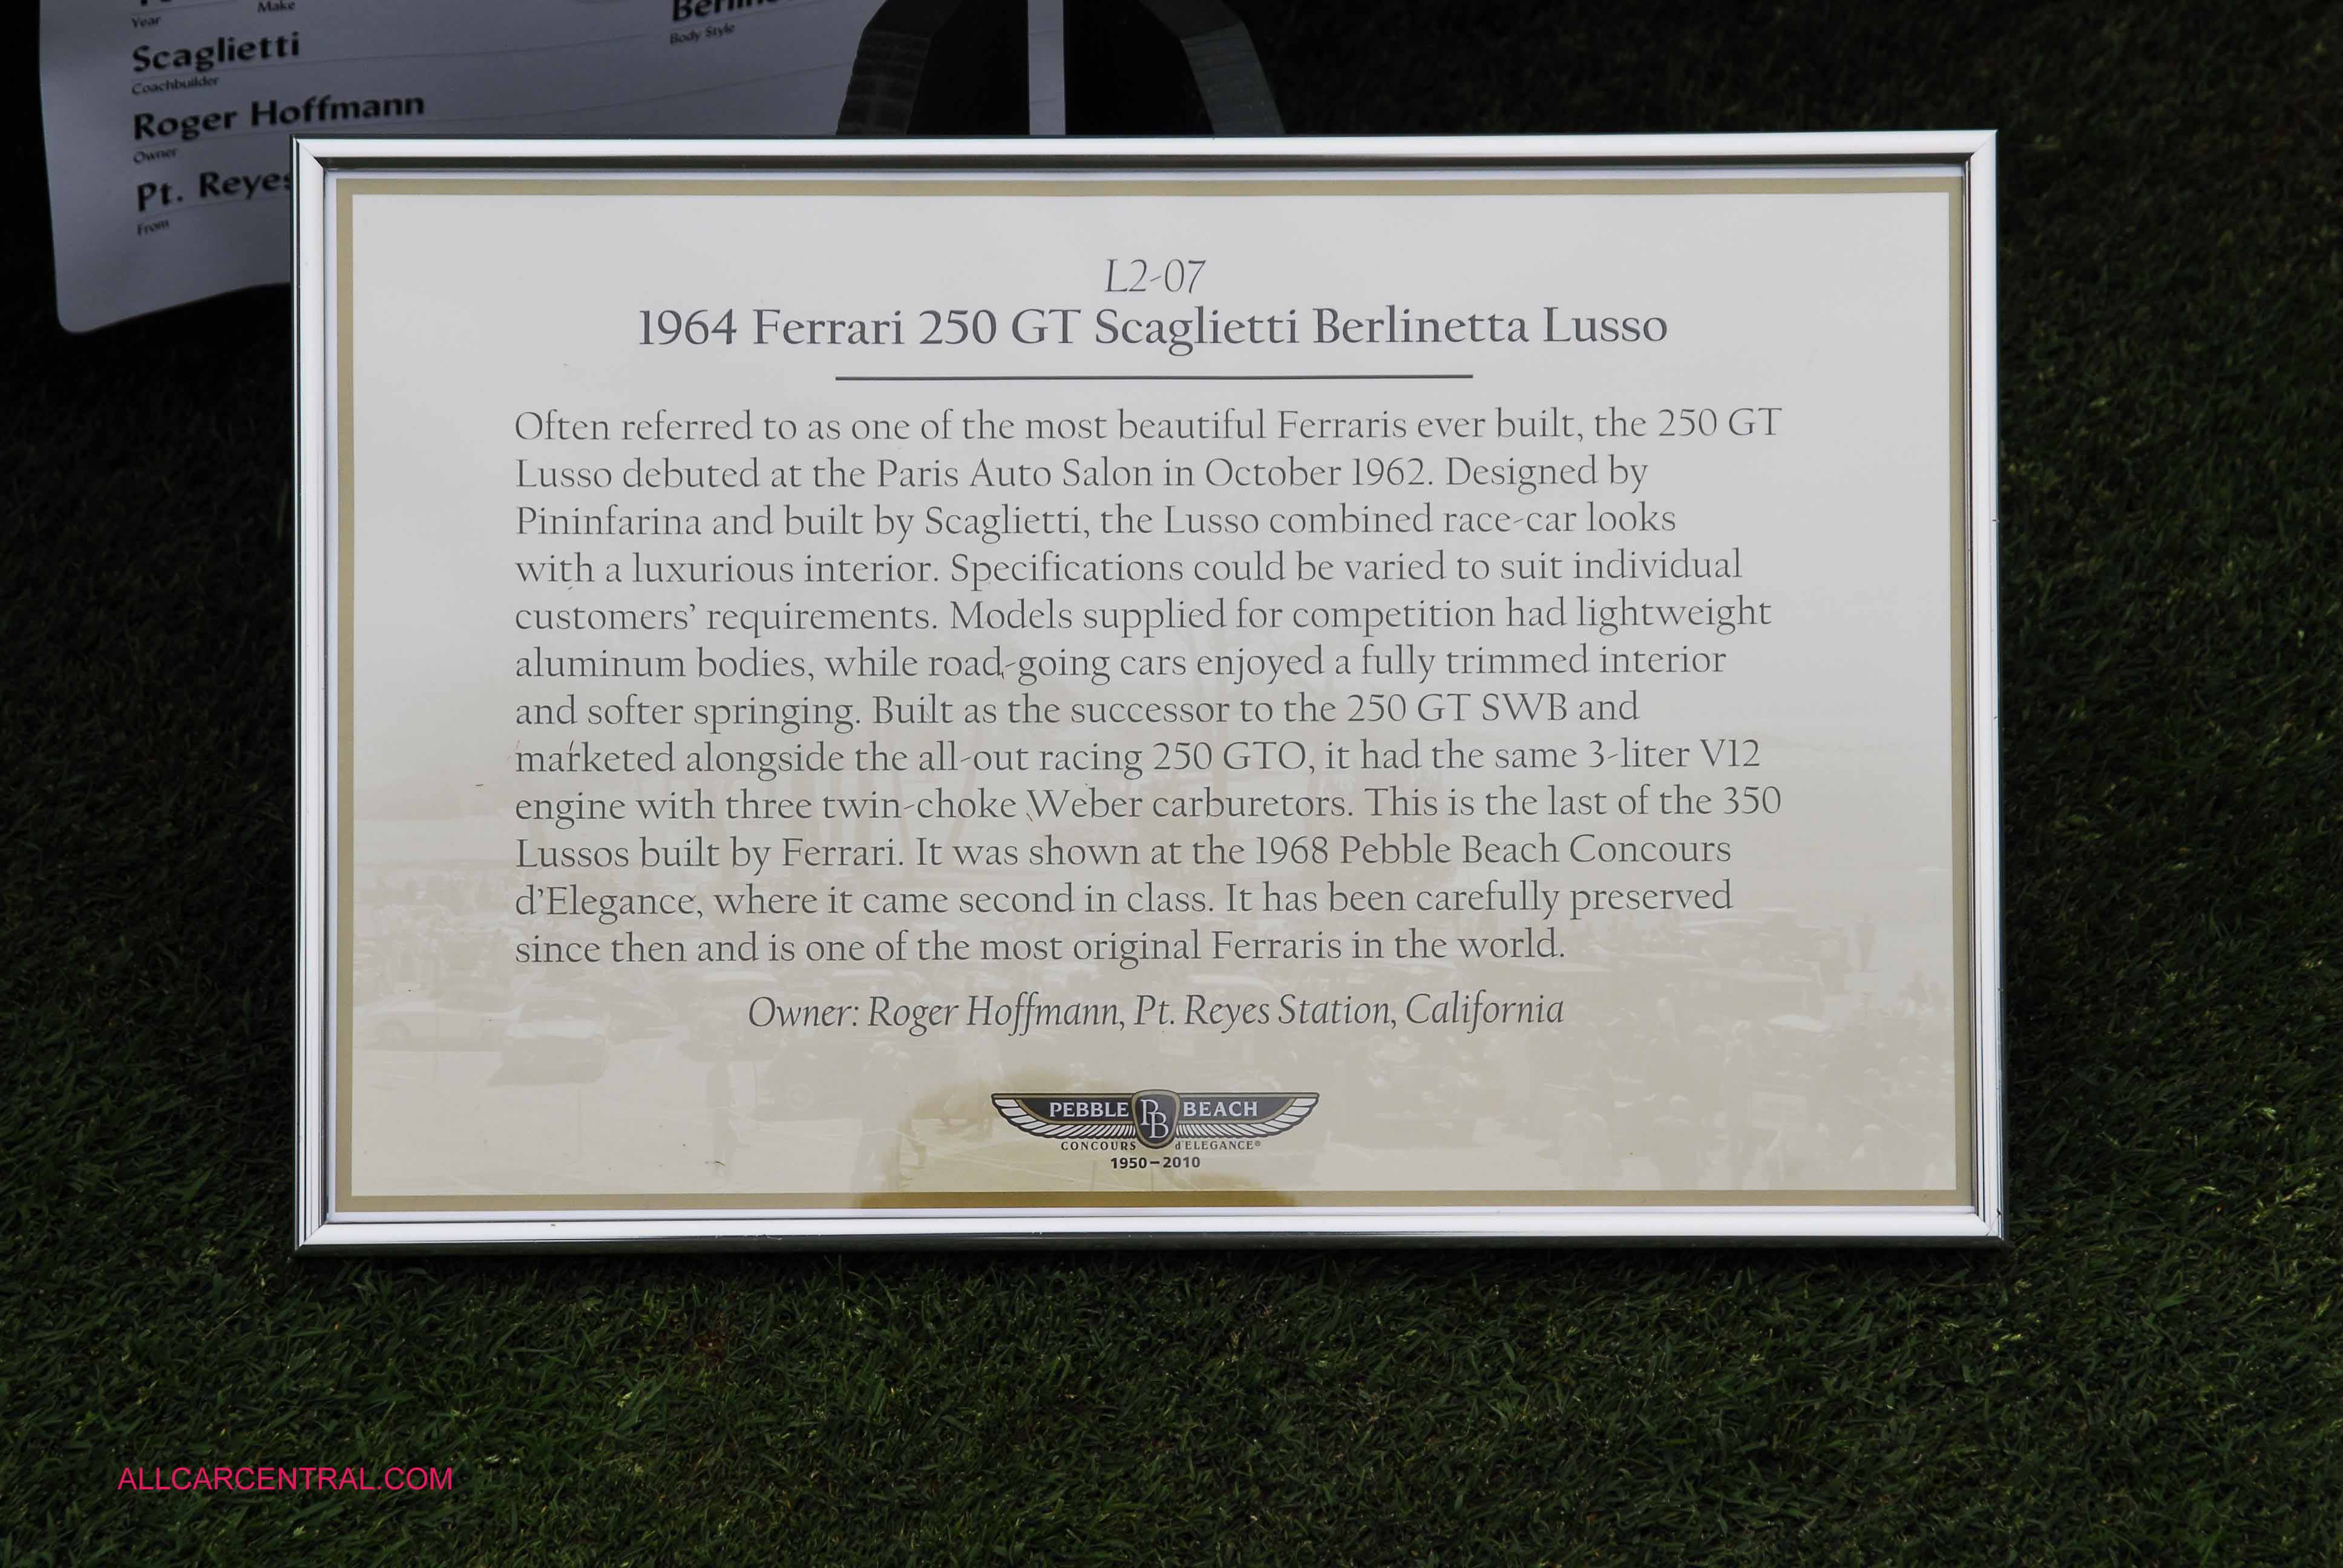 Year
Make
Scaglietti
Coachbuilder
Body Style
Roger Hoffmann
Owner
Pt. Reyes
From
L2-07
1964 Ferrari 250 GT Scaglietti Berlinetta Lusso
Often referred to as one of the most beautiful Ferraris ever built, the 250 GT
Lusso debuted at the Paris Auto Salon in October 1962. Designed by
Pininfarina and built by Scaglietti, the Lusso combined race-car looks
with a luxurious interior. Specifications could be varied to suit individual
customers’ requirements. Models supplied for competition had lightweight
aluminum bodies, while road-going cars enjoyed a fully trimmed interior
and softer springing. Built as the successor to the 250 GT SWB and
marketed alongside the all-out racing 250 GTO, it had the same 3-liter V12
engine with three twin-choke Weber carburetors. This is the last of the 350
Lussos built by Ferrari. It was shown at the 1968 Pebble Beach Concours
d’Elegance, where it came second in class. It has been carefully preserved
since then and is one of the most original Ferraris in the world.
Owner: Roger Hoffmann, Pt. Reyes Station, California
PEBBLE PB BEACH
CONCOURS d'ELEGANCE®
1950–2010
ALLCARCENTRAL.COM